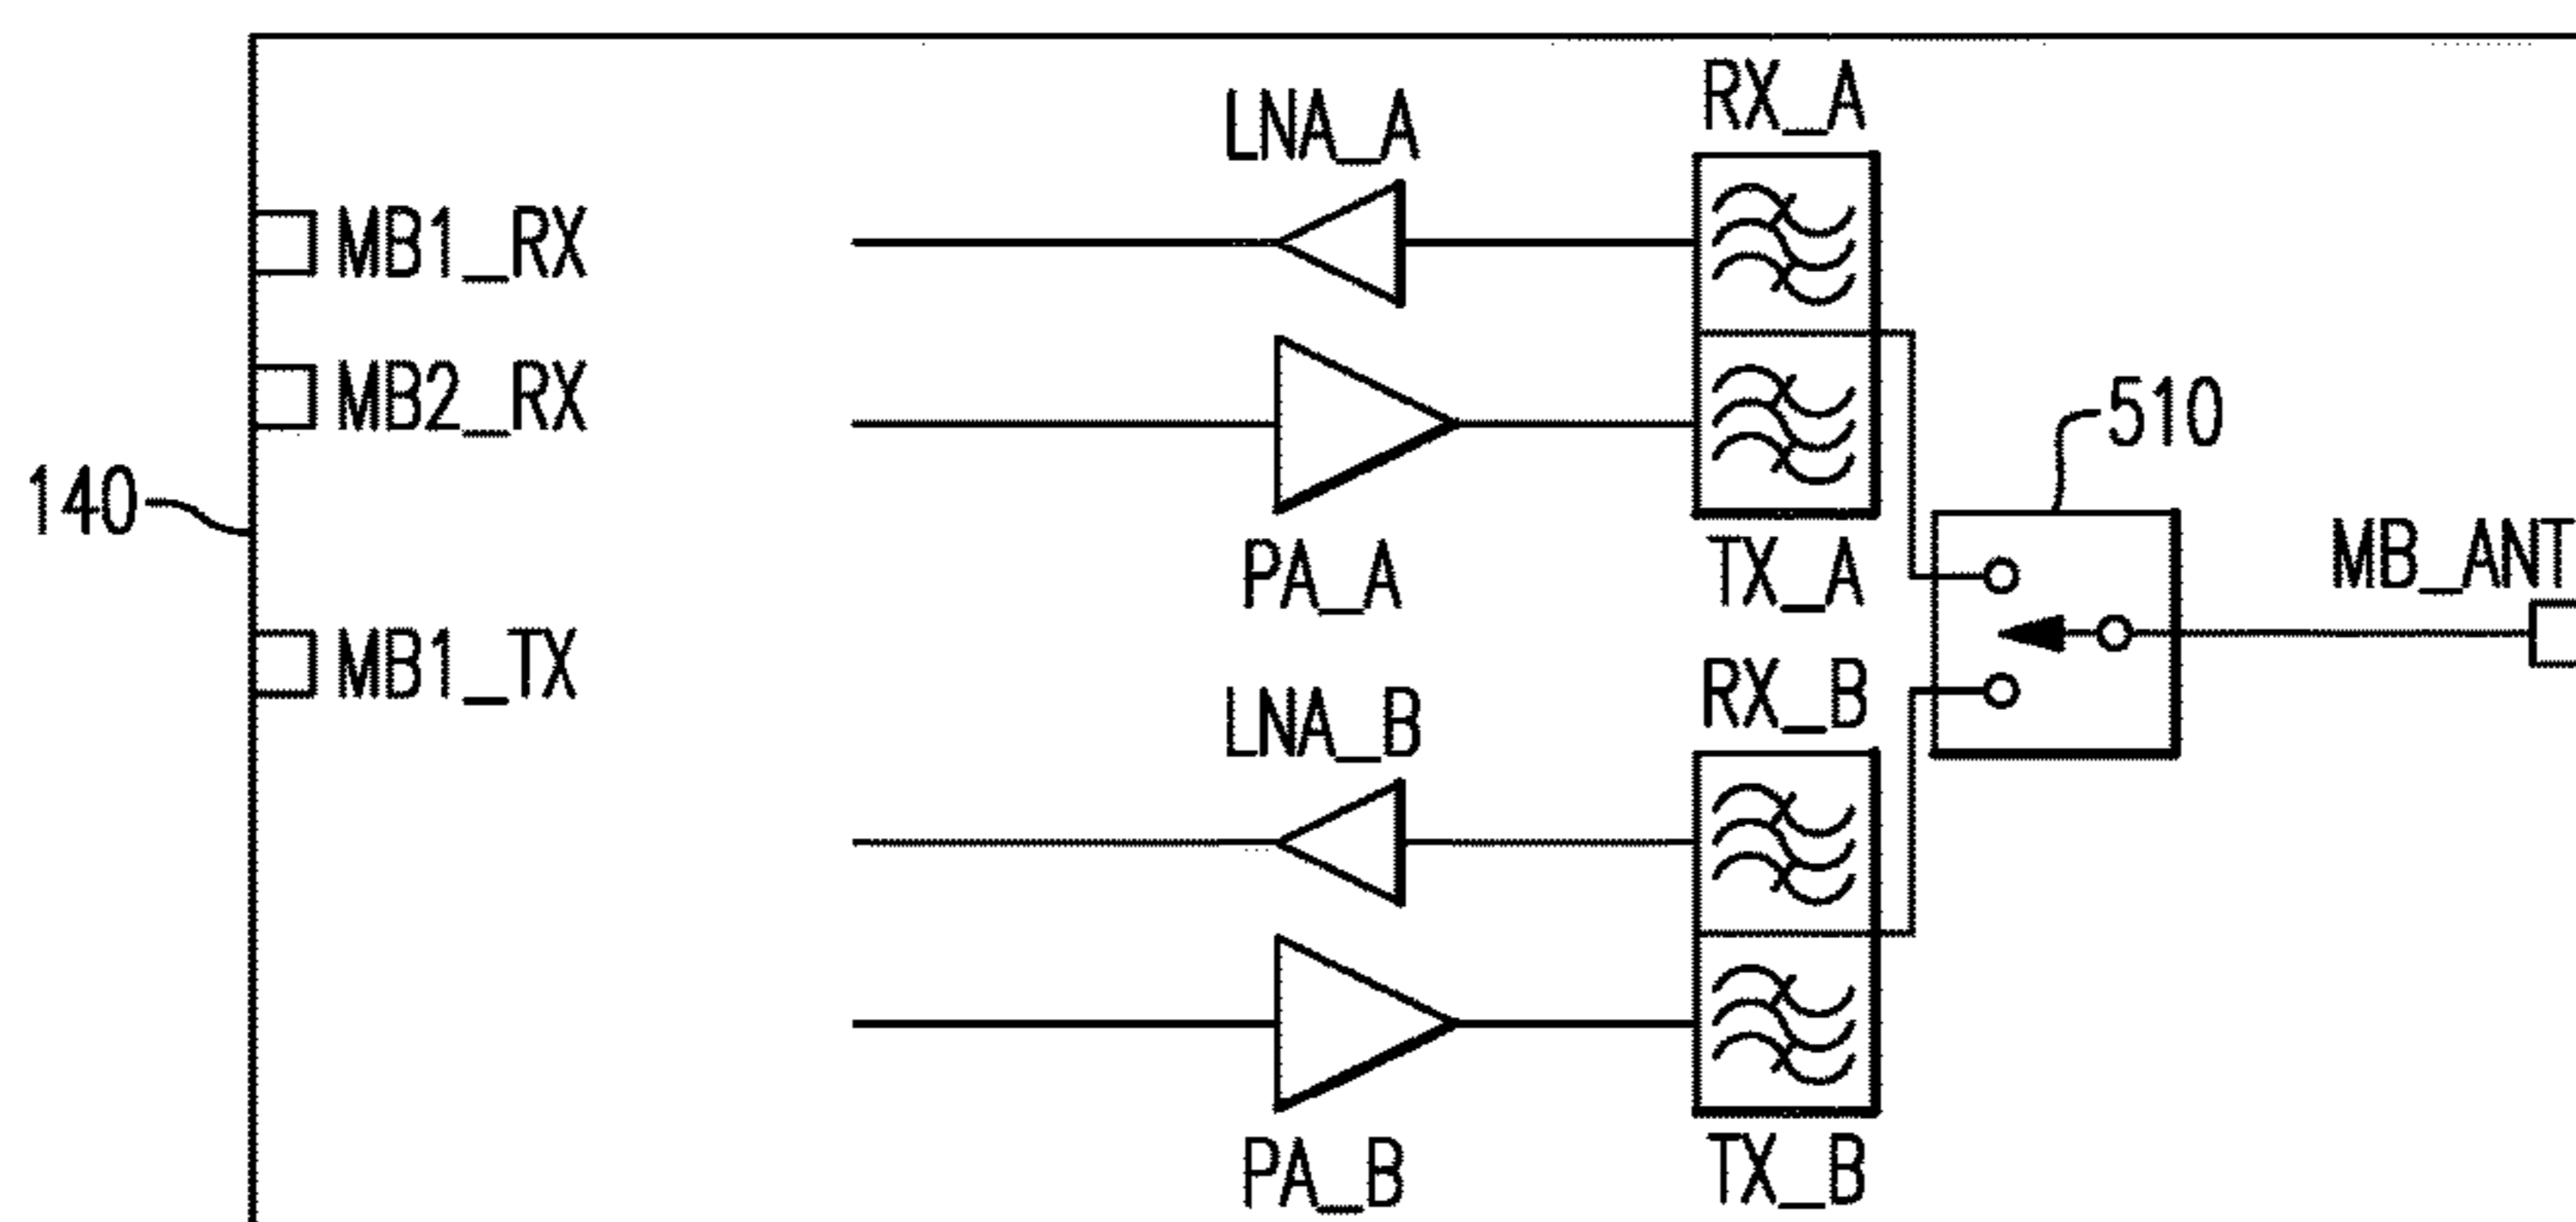 RX_A
LNA_A
MB1_RX
MB2_RX
510
140
MB_ANT
PA_A
TX_A
MB1_TX
RX_B
LNA_B
PA_B
TX_B